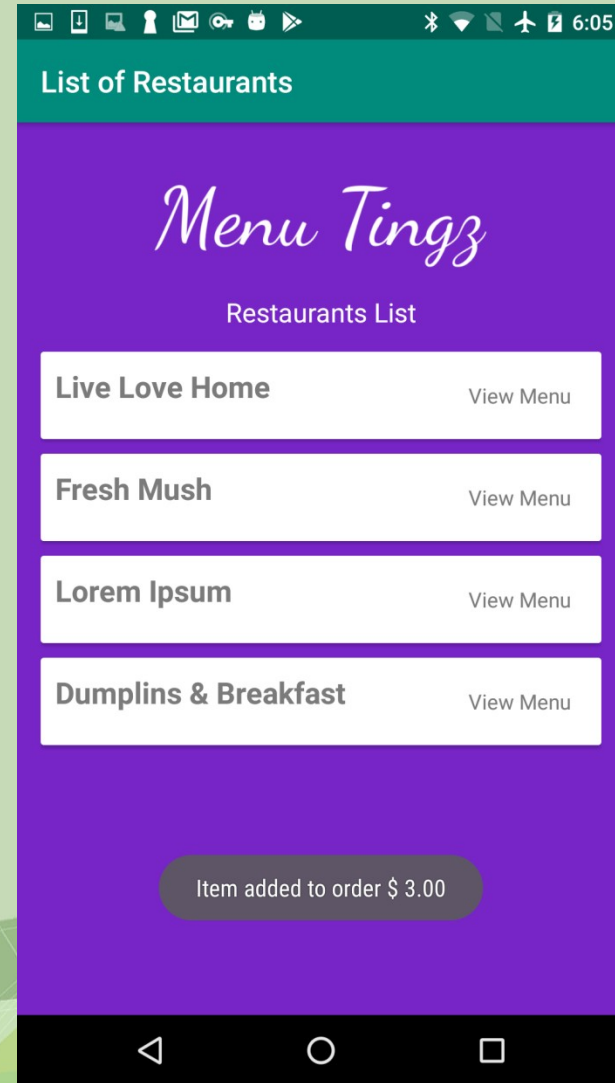 6:05
List of Restaurants
Menu Tingz
Restaurants List
Live Love Home
View Menu
Fresh Mush
View Menu
Lorem Ipsum
View Menu
Dumplins & Breakfast
View Menu
Item added to order $ 3.00